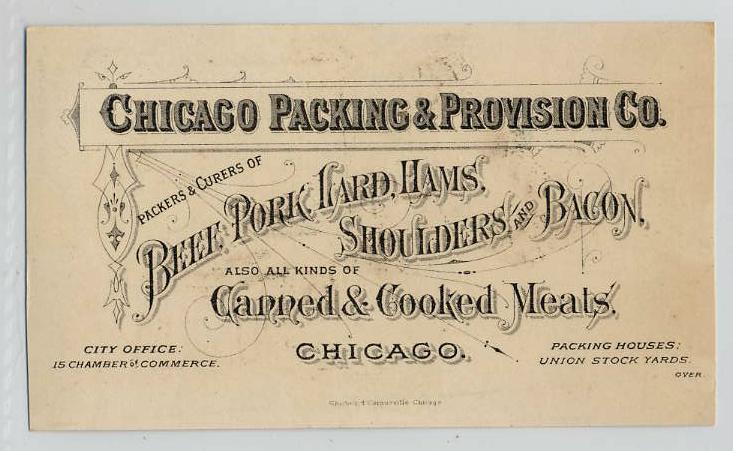 CHICAGO PACKING & PROVISION CO.
PACKERS & CURERS OF
BEEF, PORK, LARD, HAMS,
SHOULDERS AND BACON,
ALSO ALL KINDS OF
Canned & Cooked Meats.
CHICAGO.
CITY OFFICE:
15 CHAMBER OF COMMERCE.
PACKING HOUSES:
UNION STOCK YARDS.
OVER.
Chicago